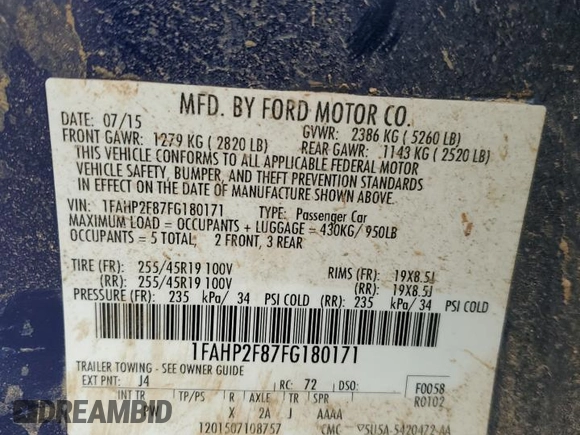 MFD. BY FORD MOTOR CO.
DATE: 07/15
GVWR: 2386 KG ( 5260 LB)
FRONT GAWR: 1279 KG ( 2820 LB)
REAR GAWR: 1143 KG ( 2520 LB)
THIS VEHICLE CONFORMS TO ALL APPLICABLE FEDERAL MOTOR
VEHICLE SAFETY, BUMPER, AND THEFT PREVENTION STANDARDS
IN EFFECT ON THE DATE OF MANUFACTURE SHOWN ABOVE.
VIN: 1FAHP2F87FG180171 TYPE: Passenger Car
MAXIMUM LOAD = OCCUPANTS + LUGGAGE = 430KG/ 950LB
OCCUPANTS = 5 TOTAL, 2 FRONT, 3 REAR
TIRE (FR): 255/45R19 100V RIMS (FR): 19X8.5J
(RR): 255/45R19 100V (RR): 19X8.5J
PRESSURE (FR): 235 kPa/ 34 PSI COLD (RR): 235 kPa/ 34 PSI COLD
1FAHP2F87FG180171
TRAILER TOWING - SEE OWNER GUIDE
EXT PNT: J4 RC: 72 DSO: F0058
R0102
INT TR TP/PS R AXLE TR SPR
X 2A J AAAA
1201507108757 CMC
DREAMBID
.COM